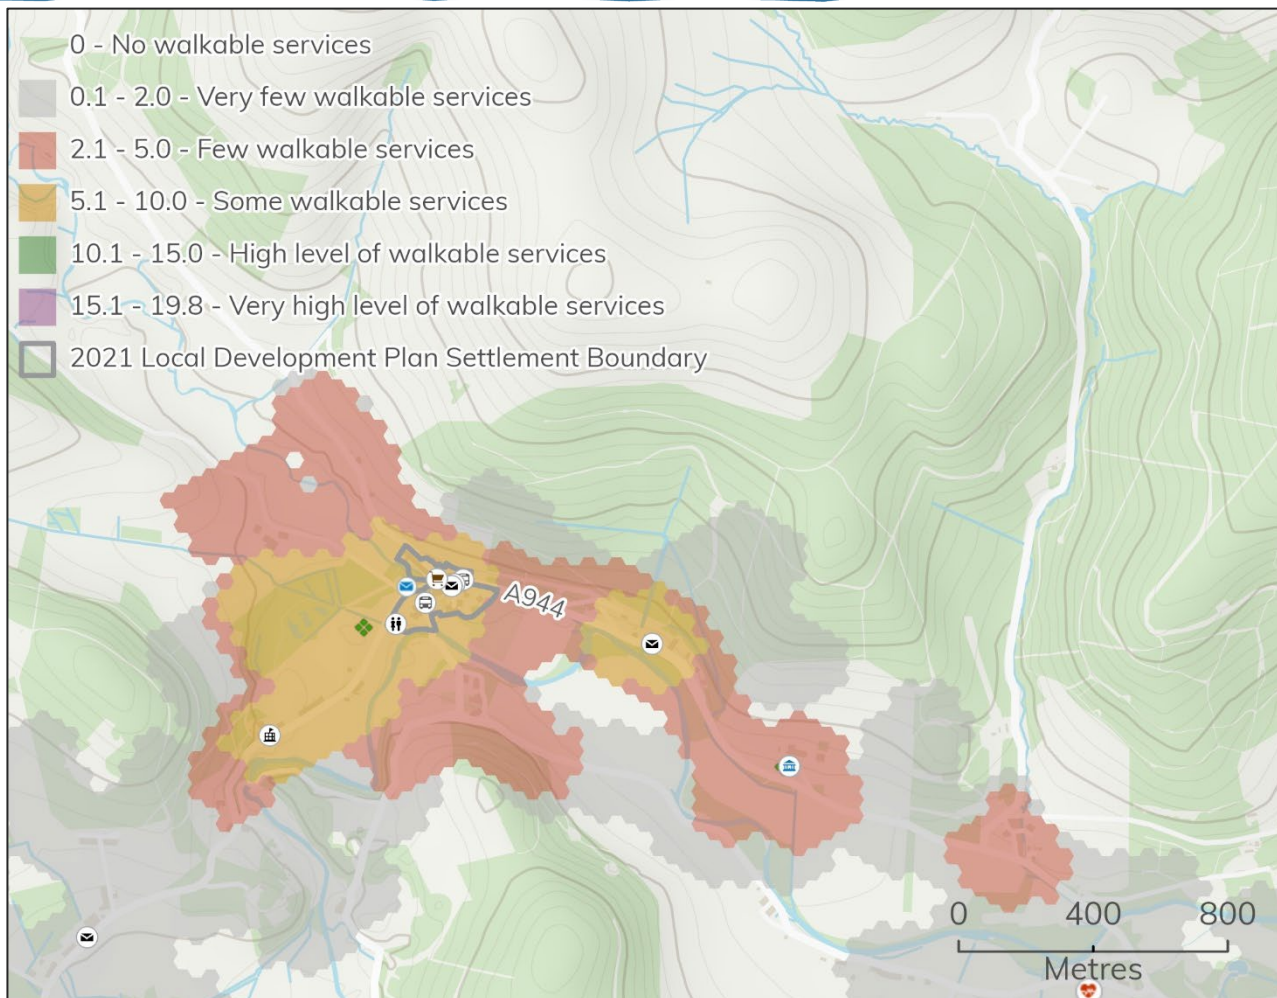 0 - No walkable services
0.1 - 2.0 - Very few walkable services
2.1 - 5.0 - Few walkable services
5.1 - 10.0 - Some walkable services
10.1 - 15.0 - High level of walkable services
15.1 - 19.8 - Very high level of walkable services
2021 Local Development Plan Settlement Boundary
A944
0 400 800
Metres